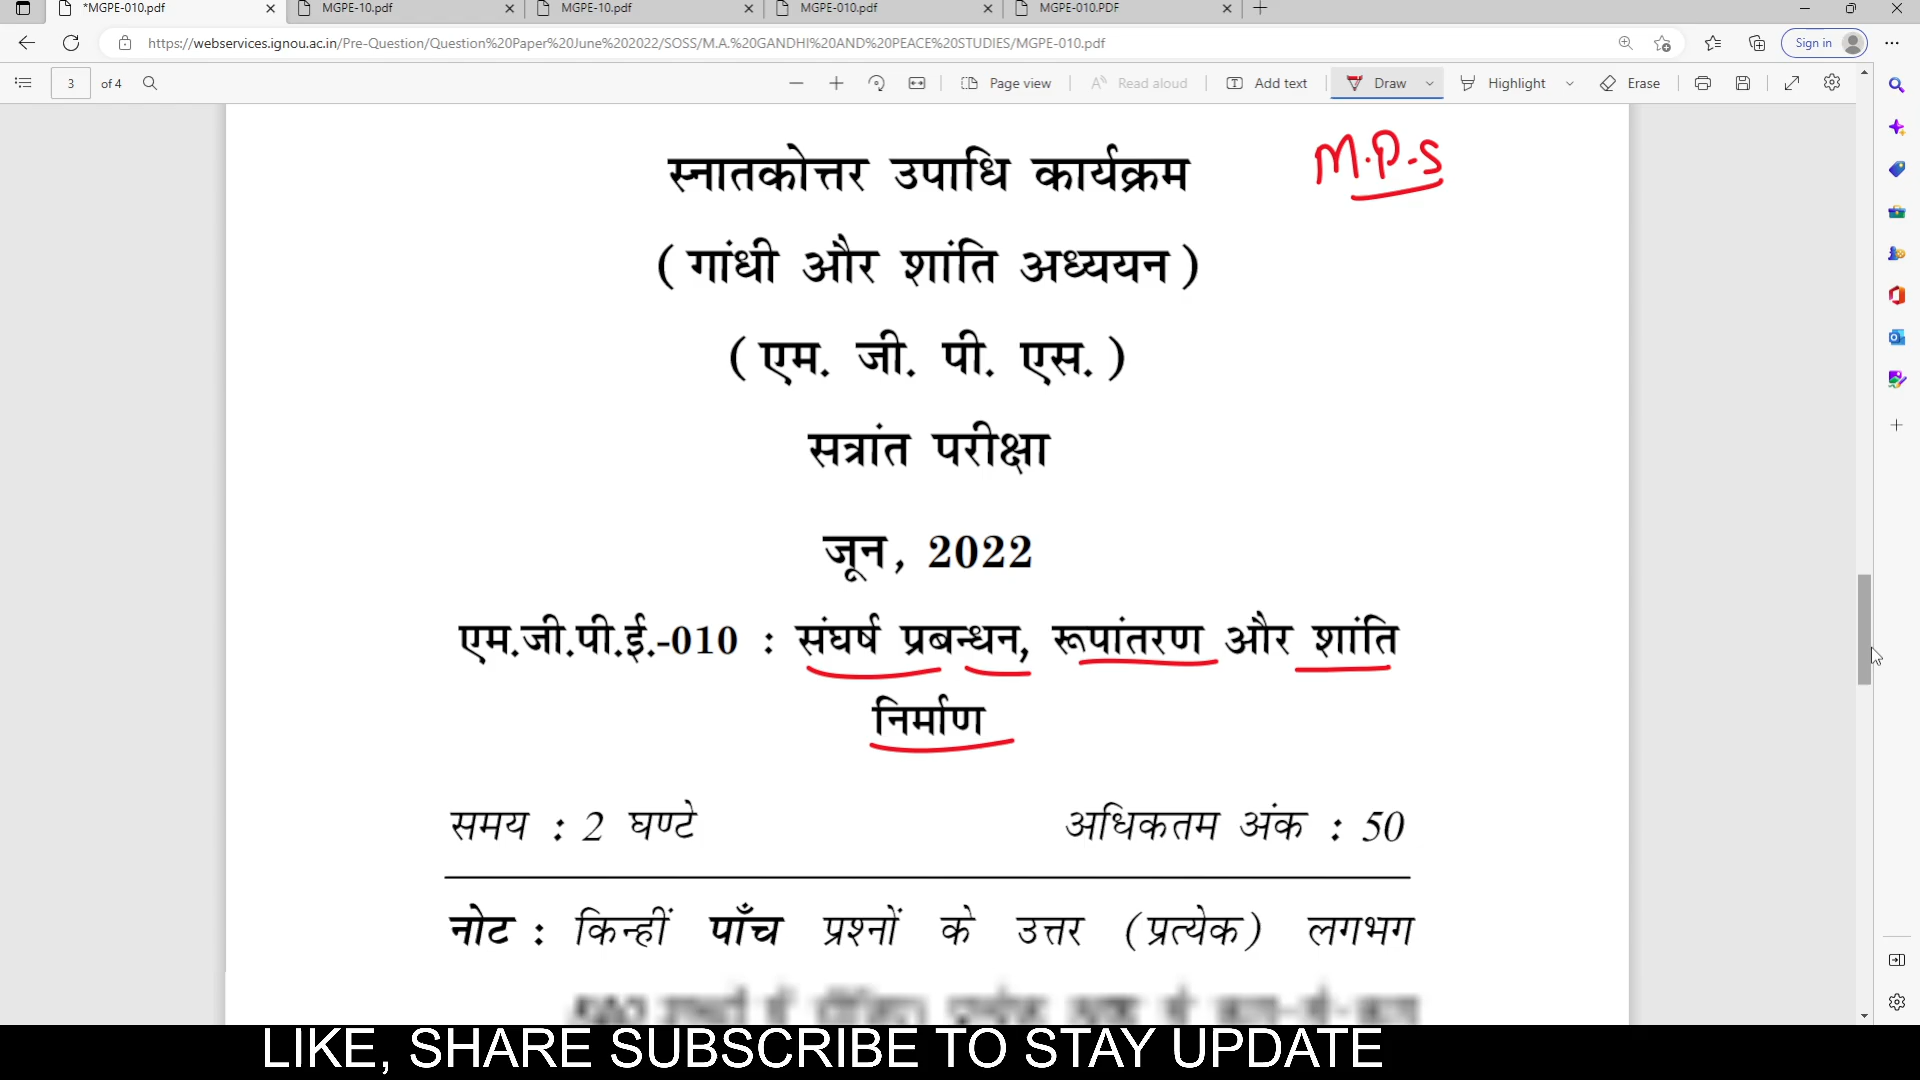 *MGPE-010.pdf
MGPE-10.pdf
MGPE-10.pdf
MGPE-010.pdf
MGPE-010.PDF
https://webservices.ignou.ac.in/Pre-Question/Question%20Paper%20June%202022/SOSS/M.A.%20GANDHI%20AND%20PEACE%20STUDIES/MGPE-010.pdf
Sign in
3 of 4
Page view
Read aloud
Add text
Draw
Highlight
Erase
स्नातकोत्तर उपाधि कार्यक्रम
M.P.S
(गांधी और शांति अध्ययन)
(एम. जी. पी. एस.)
सत्रांत परीक्षा
जून, 2022
एम.जी.पी.ई.-010 : संघर्ष प्रबन्धन, रूपांतरण और शांति
निर्माण
समय : 2 घण्टे
अधिकतम अंक : 50
नोट : किन्हीं पाँच प्रश्नों के उत्तर (प्रत्येक) लगभग
LIKE, SHARE SUBSCRIBE TO STAY UPDATE